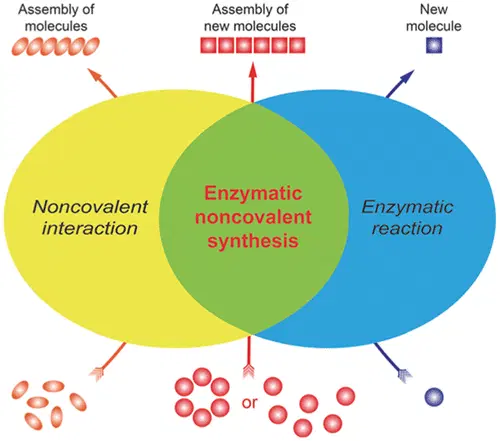 Assembly of
molecules
Assembly of
new molecules
New
molecule
Noncovalent
interaction
Enzymatic
noncovalent
synthesis
Enzymatic
reaction
or